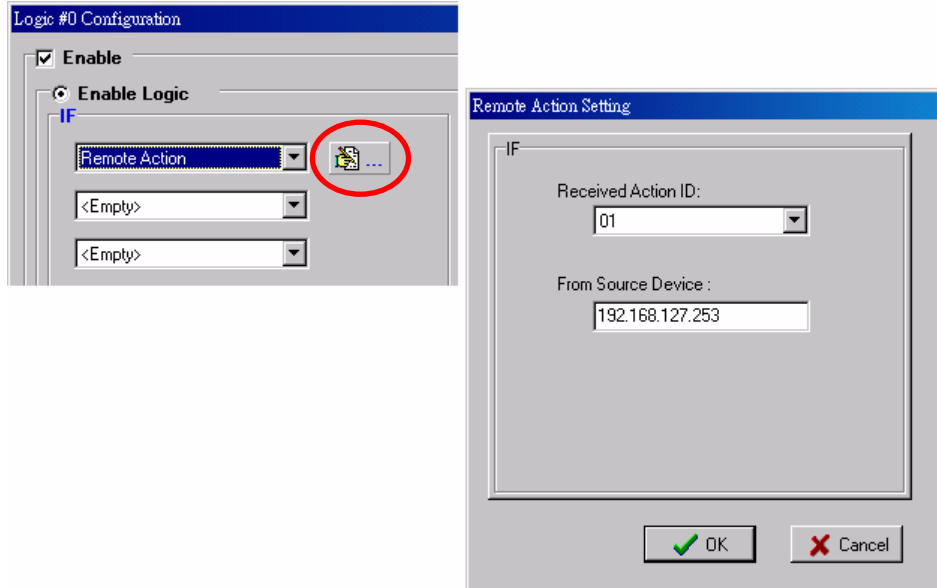 Logic #0 Configuration
Enable
Enable Logic
IF
Remote Action
...
<Empty>
<Empty>
Remote Action Setting
IF
Received Action ID:
01
From Source Device :
192.168.127.253
OK
Cancel